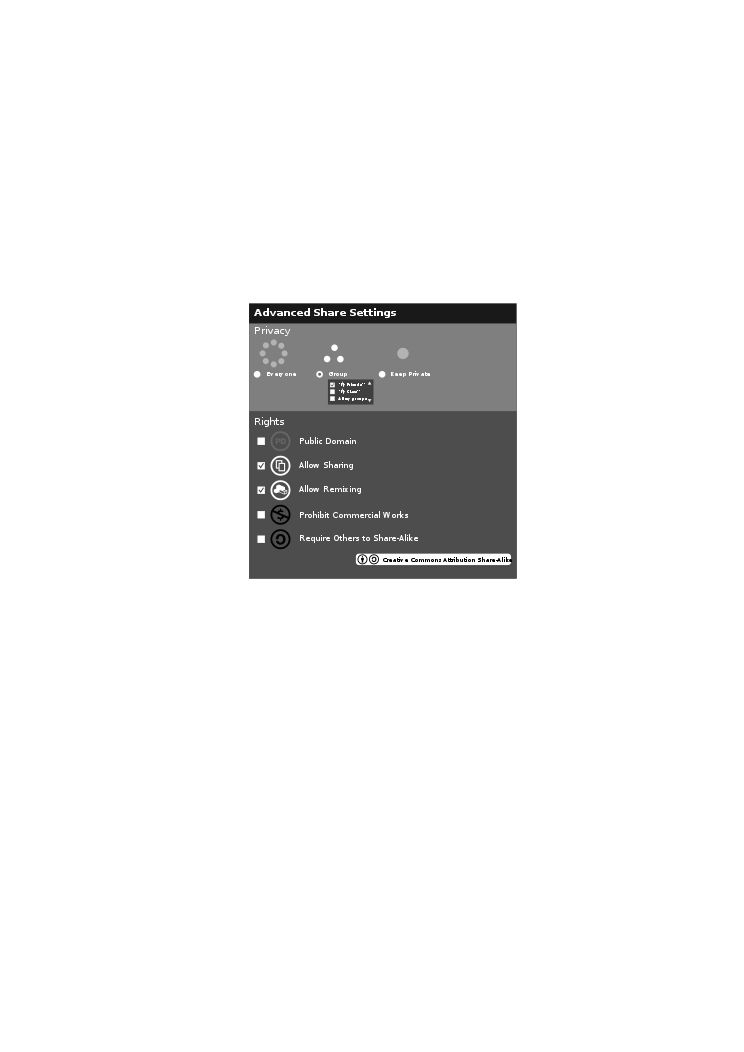 Advanced Share Settings
Privacy
Everyone
Group
Keep Private
"My Friends"
"My Class"
Rights
PD
Public Domain
Allow Sharing
Allow Remixing
Prohibit Commercial Works
Require Others to Share-Alike
Creative Commons Attribution Share-Alike